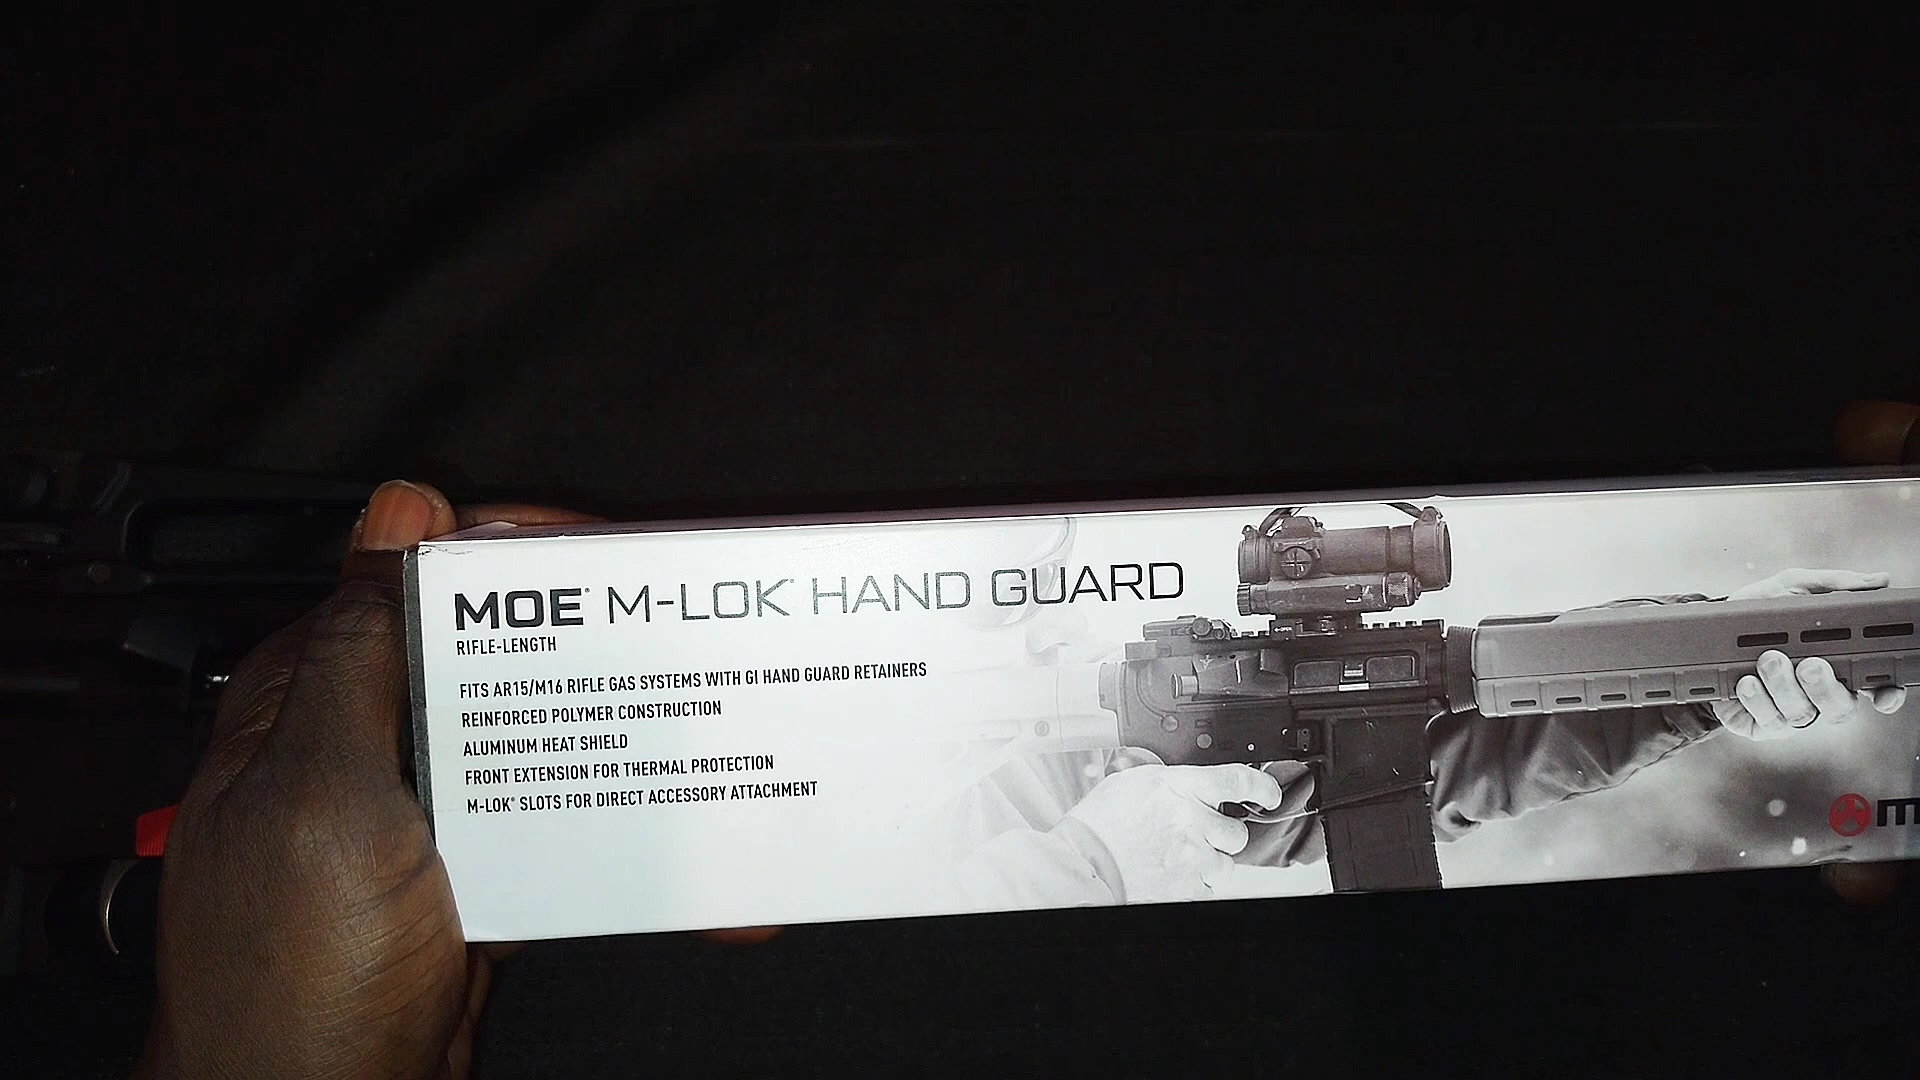 MOE® M-LOK® HAND GUARD
RIFLE-LENGTH
FITS AR15/M16 RIFLE GAS SYSTEMS WITH GI HAND GUARD RETAINERS
REINFORCED POLYMER CONSTRUCTION
ALUMINUM HEAT SHIELD
FRONT EXTENSION FOR THERMAL PROTECTION
M-LOK® SLOTS FOR DIRECT ACCESSORY ATTACHMENT